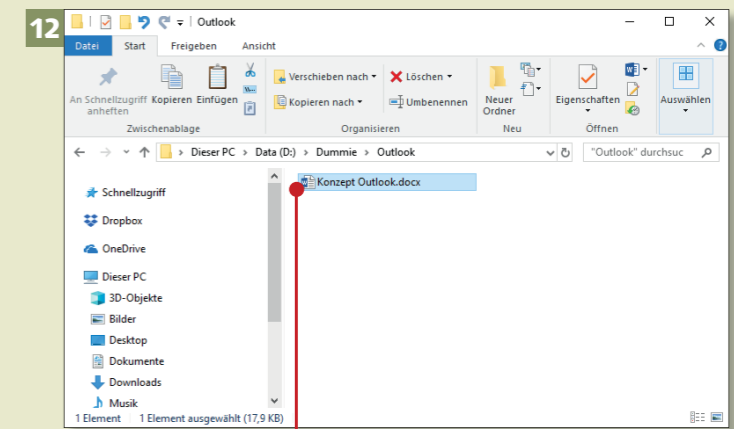 12
Outlook
Datei Start Freigeben Ansicht
An Schnellzugriff anheften
Kopieren
Einfügen
Verschieben nach
Kopieren nach
Löschen
Umbenennen
Neuer Ordner
Eigenschaften
Auswählen
Zwischenablage Organisieren Neu Öffnen
Dieser PC > Data (D:) > Dummie > Outlook
"Outlook" durchsuc
Schnellzugriff
Konzept Outlook.docx
Dropbox
OneDrive
Dieser PC
3D-Objekte
Bilder
Desktop
Dokumente
Downloads
Musik
1 Element 1 Element ausgewählt (17,9 KB)